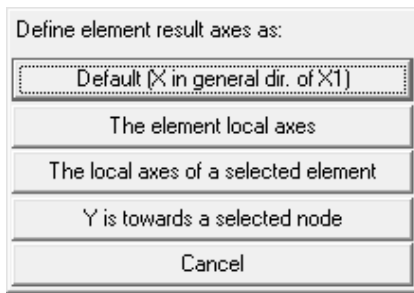 Define element result axes as:
Default (X in general dir. of X1)
The element local axes
The local axes of a selected element
Y is towards a selected node
Cancel